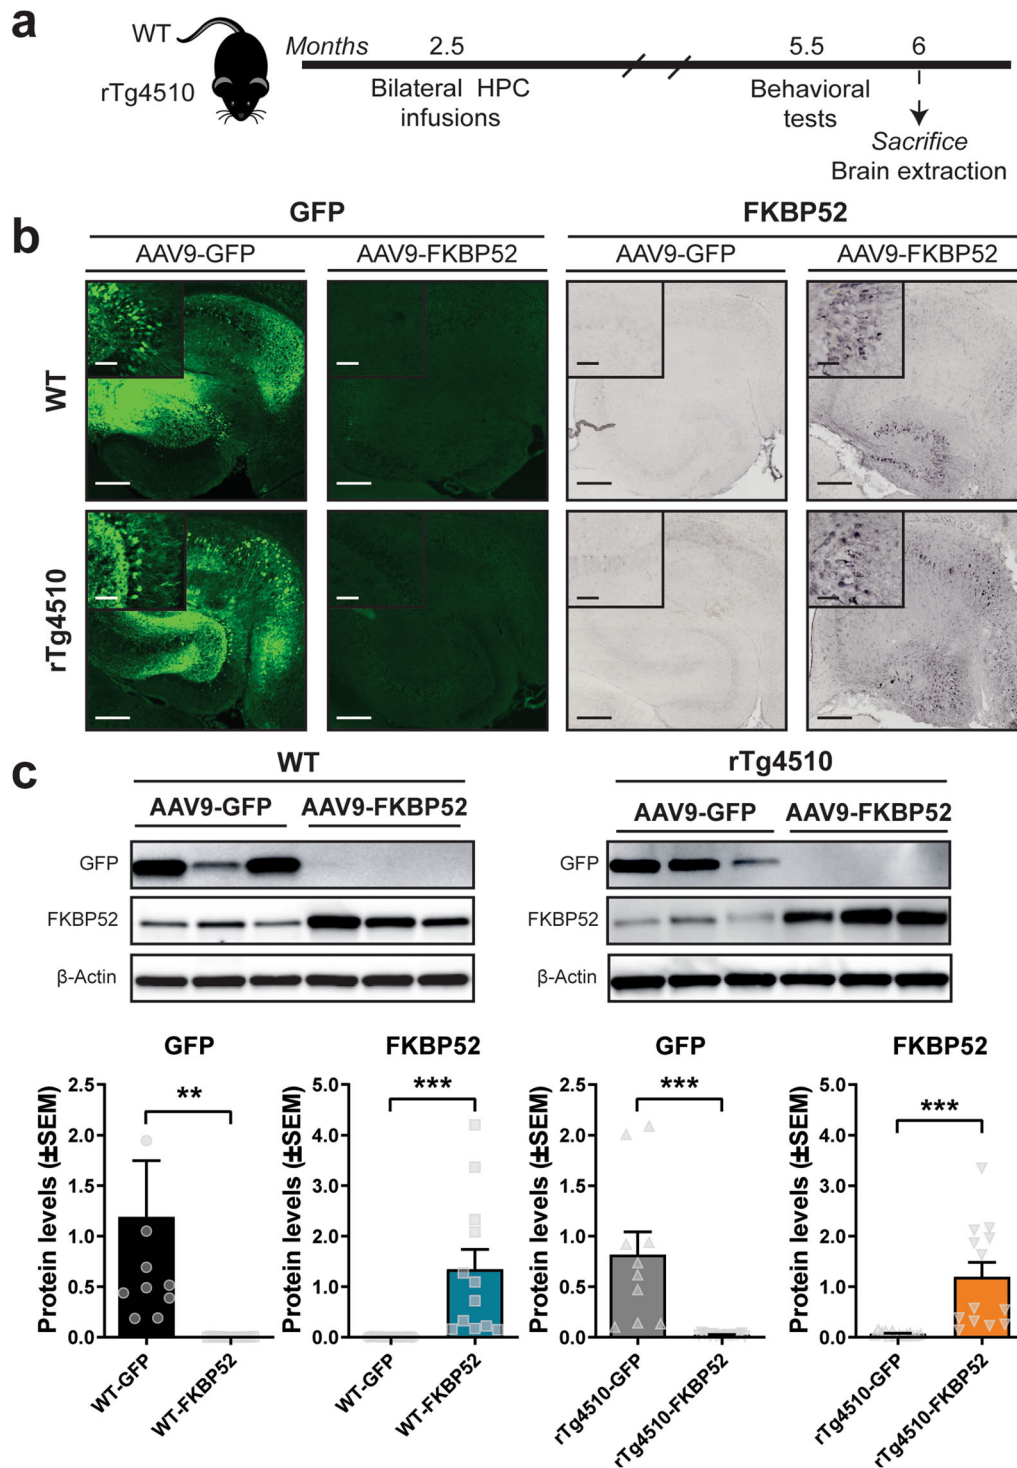 a
WT
rTg4510
Months 2.5 5.5 6
Bilateral HPC
infusions
Behavioral
tests
Sacrifice
Brain extraction
b
GFP FKBP52
AAV9-GFP AAV9-FKBP52 AAV9-GFP AAV9-FKBP52
WT
rTg4510
c
WT rTg4510
AAV9-GFP AAV9-FKBP52 AAV9-GFP AAV9-FKBP52
GFP GFP
FKBP52 FKBP52
β-Actin β-Actin
GFP
Protein levels (±SEM)
2.5
2.0
1.5
1.0
0.5
0.0
**
WT-GFP
WT-FKBP52
FKBP52
Protein levels (±SEM)
5.0
4.0
3.0
2.0
1.0
0.0
***
WT-GFP
WT-FKBP52
GFP
Protein levels (±SEM)
2.5
2.0
1.5
1.0
0.5
0.0
***
rTg4510-GFP
rTg4510-FKBP52
FKBP52
Protein levels (±SEM)
5.0
4.0
3.0
2.0
1.0
0.0
***
rTg4510-GFP
rTg4510-FKBP52